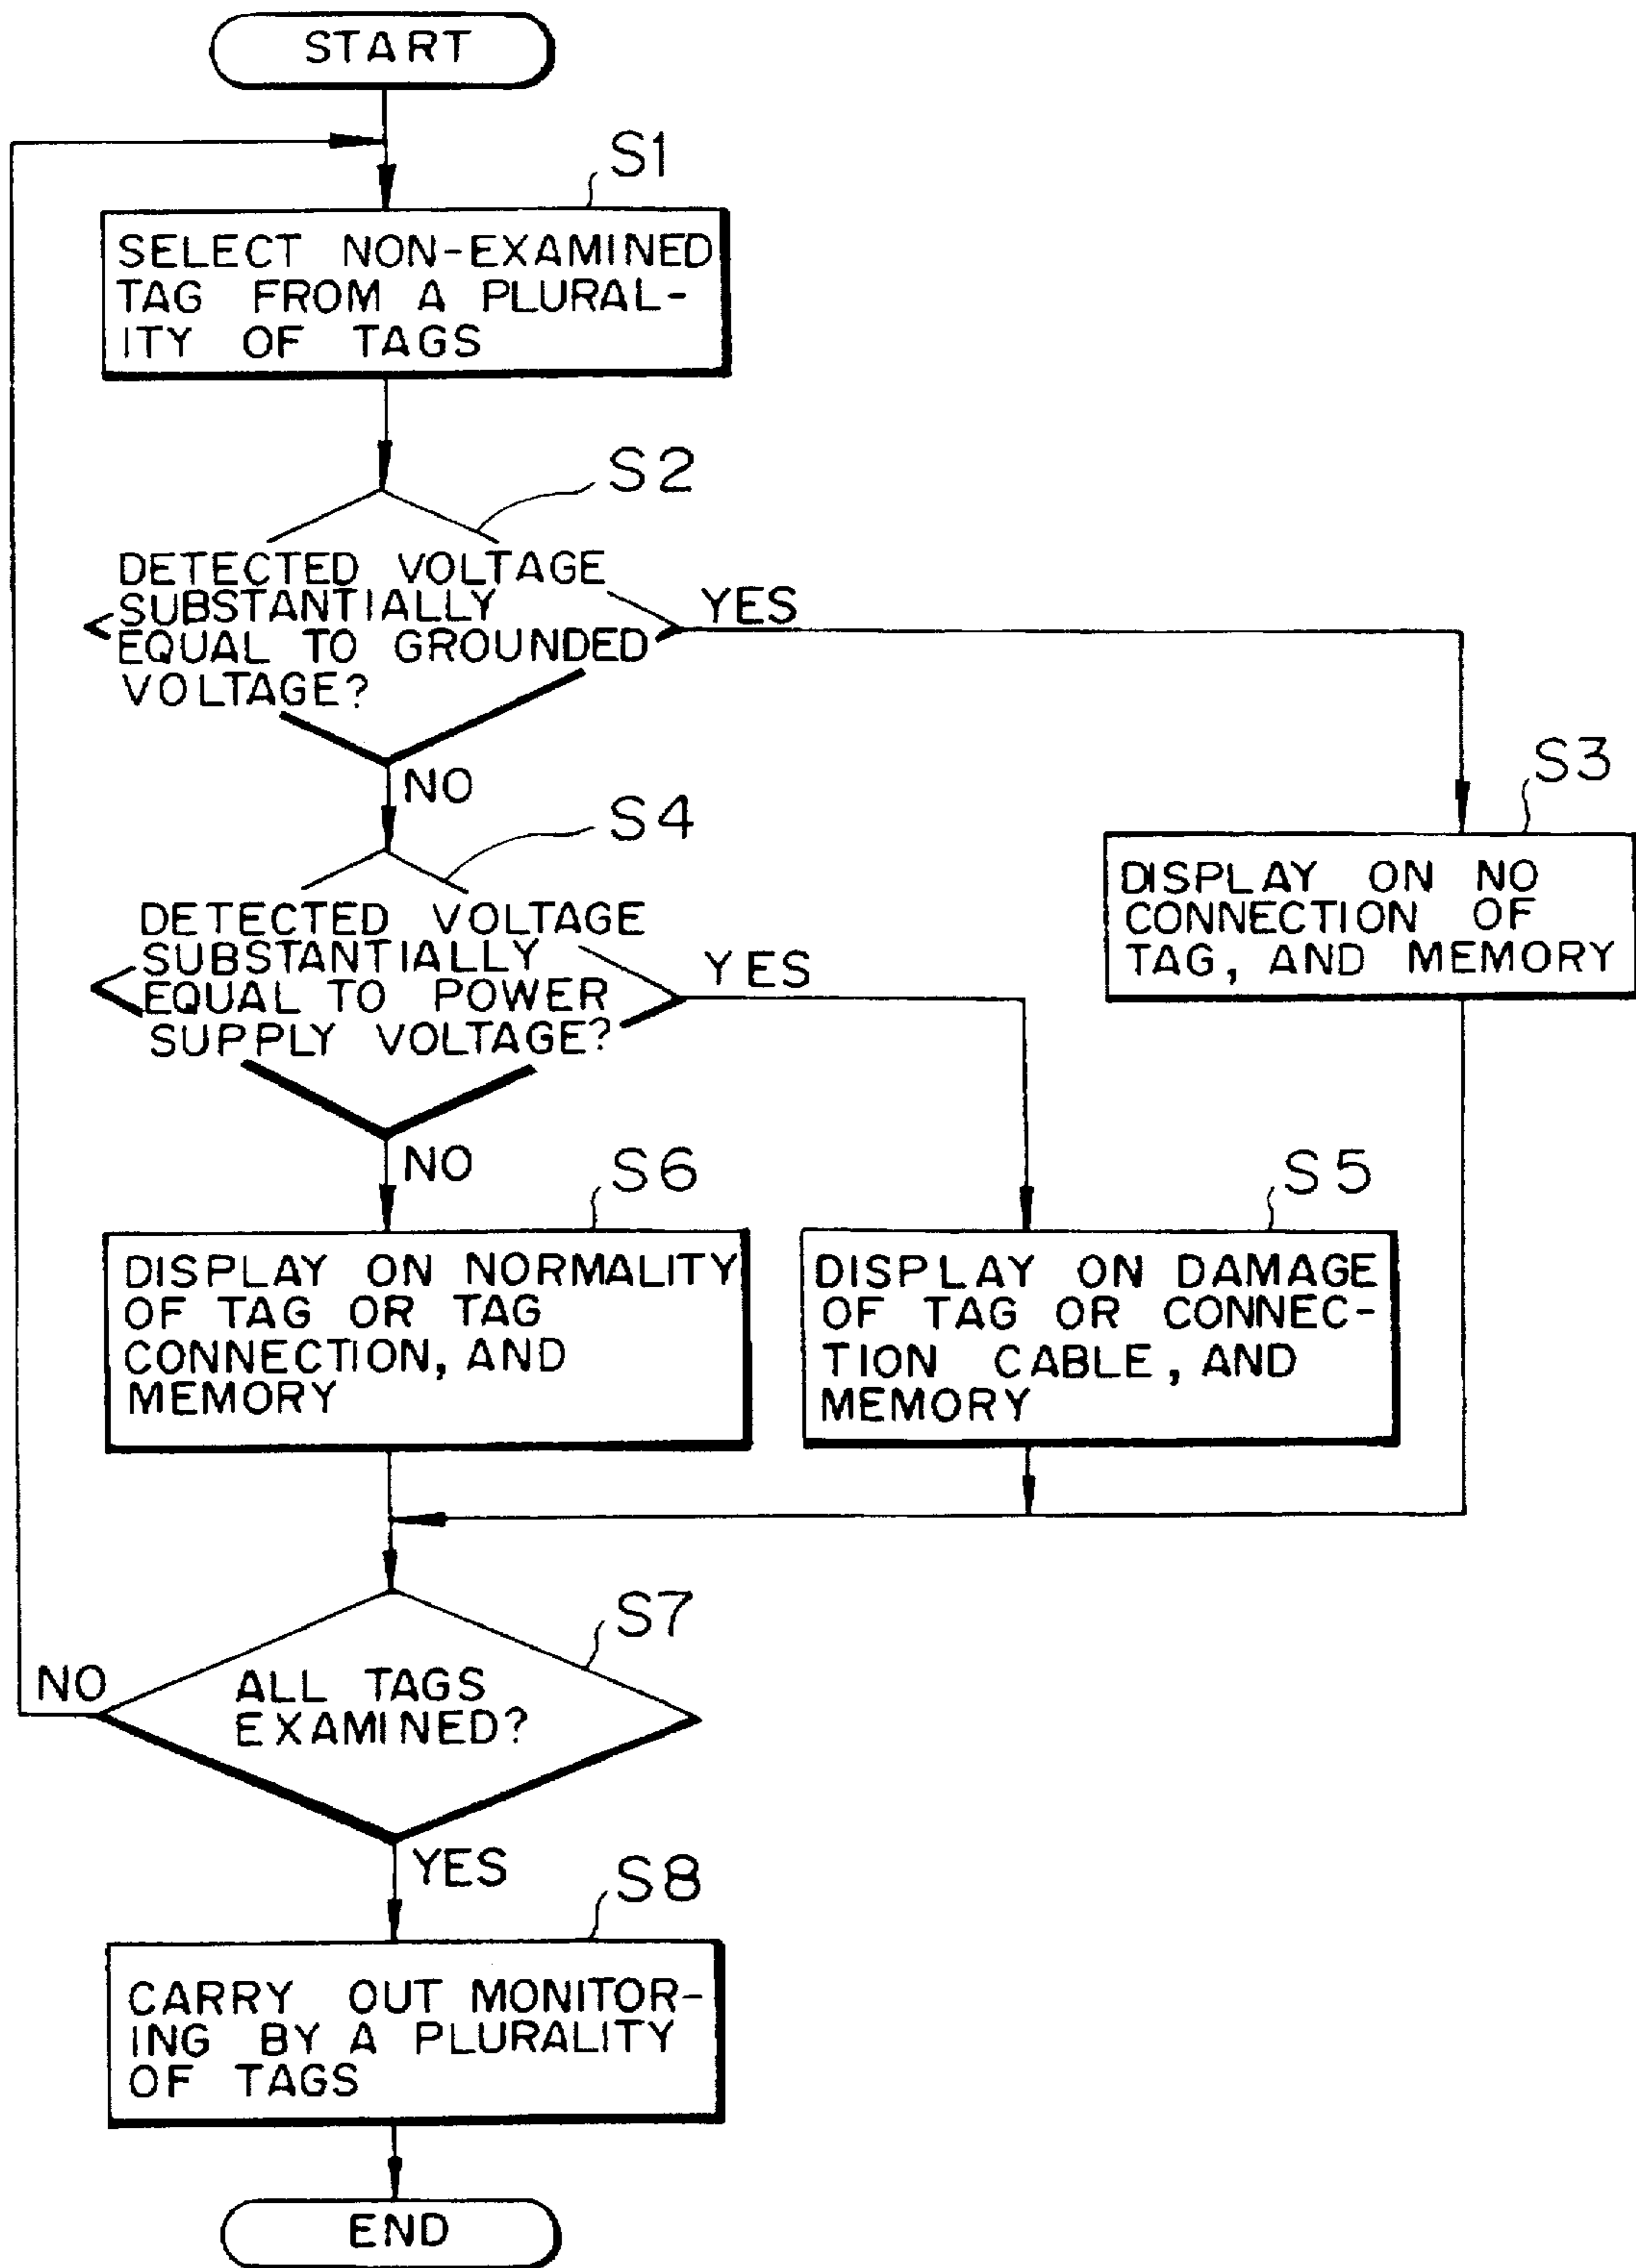 START
S1
SELECT NON-EXAMINED
TAG FROM A PLURAL-
ITY OF TAGS
S2
DETECTED VOLTAGE
SUBSTANTIALLY
EQUAL TO GROUNDED
VOLTAGE?
YES
NO
S3
DISPLAY ON NO
CONNECTION OF
TAG, AND MEMORY
S4
DETECTED VOLTAGE
SUBSTANTIALLY
EQUAL TO POWER
SUPPLY VOLTAGE?
YES
NO
S6
DISPLAY ON NORMALITY
OF TAG OR TAG
CONNECTION, AND
MEMORY
S5
DISPLAY ON DAMAGE
OF TAG OR CONNEC-
TION CABLE, AND
MEMORY
S7
NO
ALL TAGS
EXAMINED?
YES
S8
CARRY OUT MONITOR-
ING BY A PLURALITY
OF TAGS
END